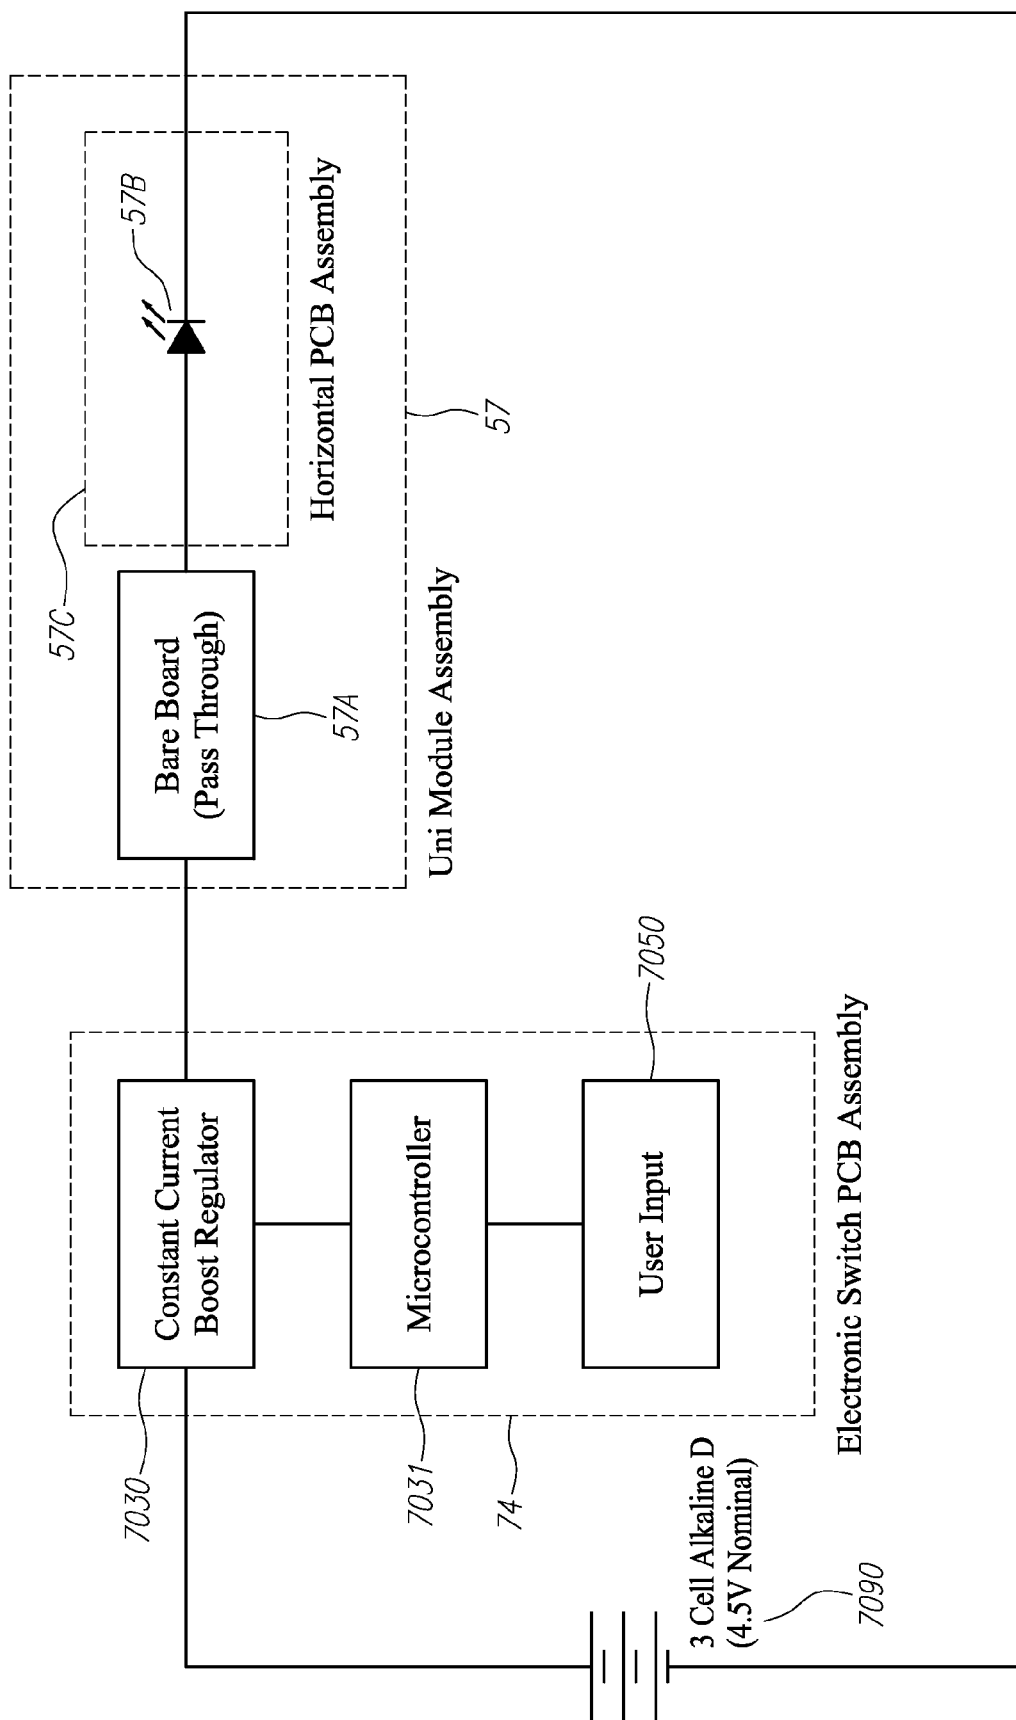 7030
Constant Current
Boost Regulator
7031
Microcontroller
User Input
7050
74
Electronic Switch PCB Assembly
3 Cell Alkaline D
(4.5V Nominal)
7090
Bare Board
(Pass Through)
57A
57C
57B
Horizontal PCB Assembly
57
Uni Module Assembly